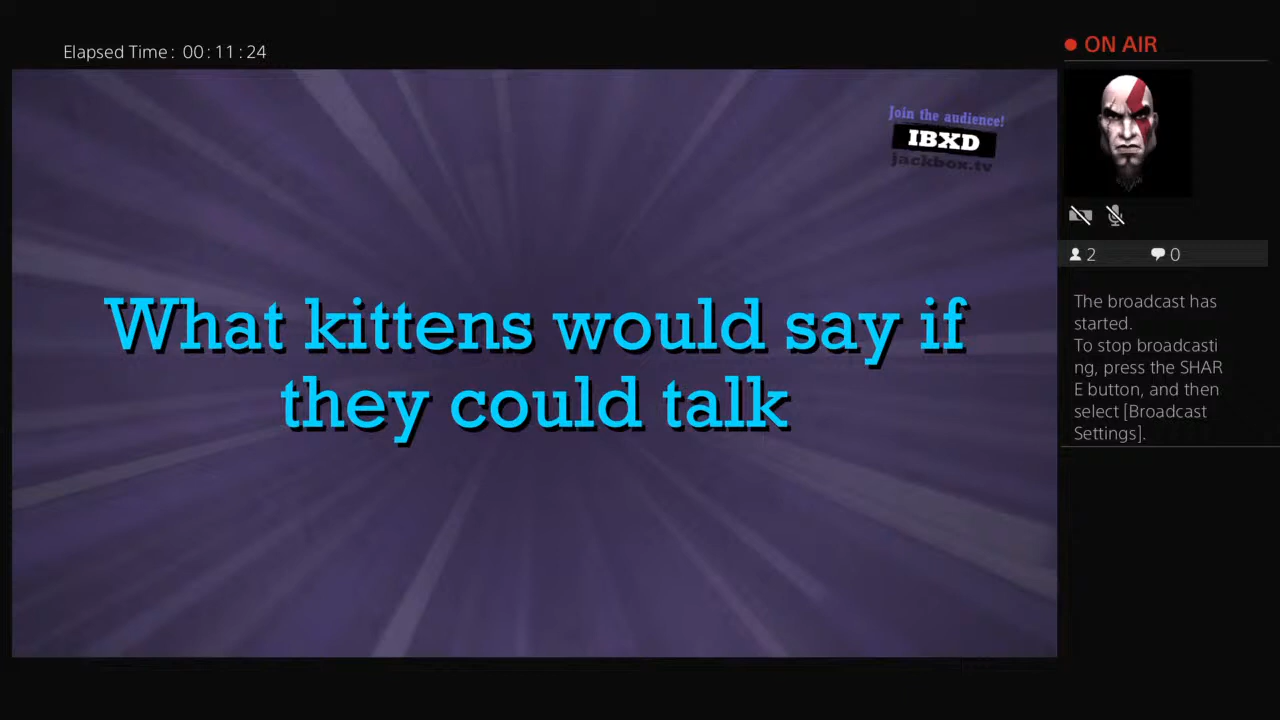 Elapsed Time: 00:11:24
ON AIR
Join the audience!
IBXD
jackbox.tv
2
0
What kittens would say if
they could talk
The broadcast has
started.
To stop broadcasti
ng, press the SHAR
E button, and then
select [Broadcast
Settings].